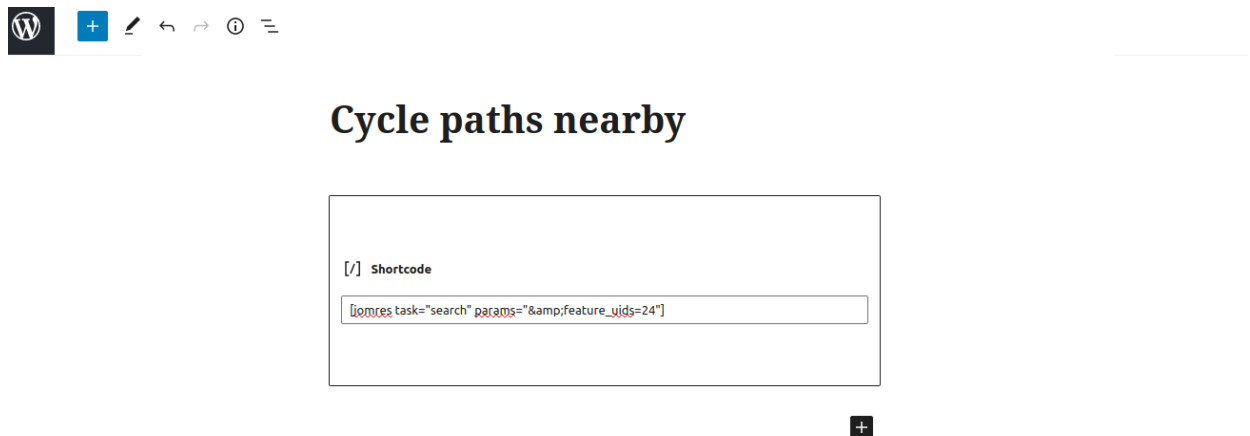 Cycle paths nearby
[/] Shortcode
[jomres task="search" params="&amp;feature_uids=24"]